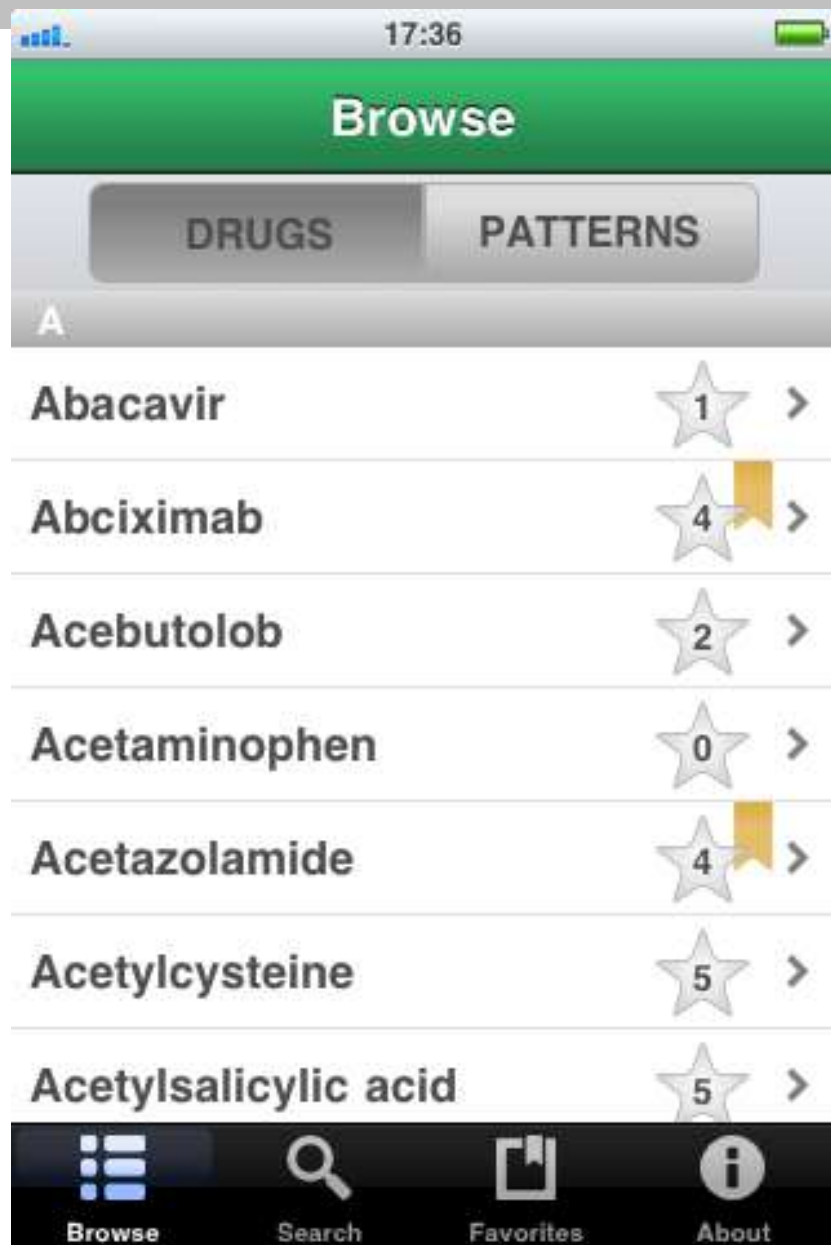 17:36
Browse
DRUGS PATTERNS
A
Abacavir 1
Abciximab 4
Acebutolob 2
Acetaminophen 0
Acetazolamide 4
Acetylcysteine 5
Acetylsalicylic acid 5
Browse Search Favorites About